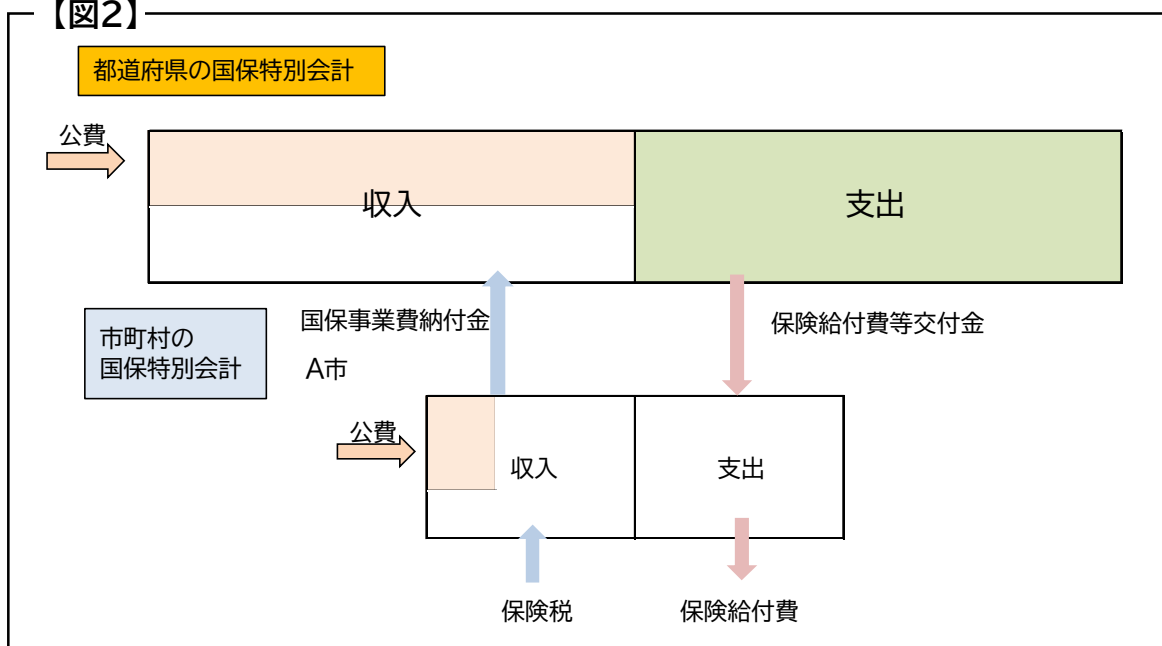 【図2】
都道府県の国保特別会計
公費
収入
支出
市町村の
国保特別会計
国保事業費納付金
A市
保険給付費等交付金
公費
収入
支出
保険税
保険給付費